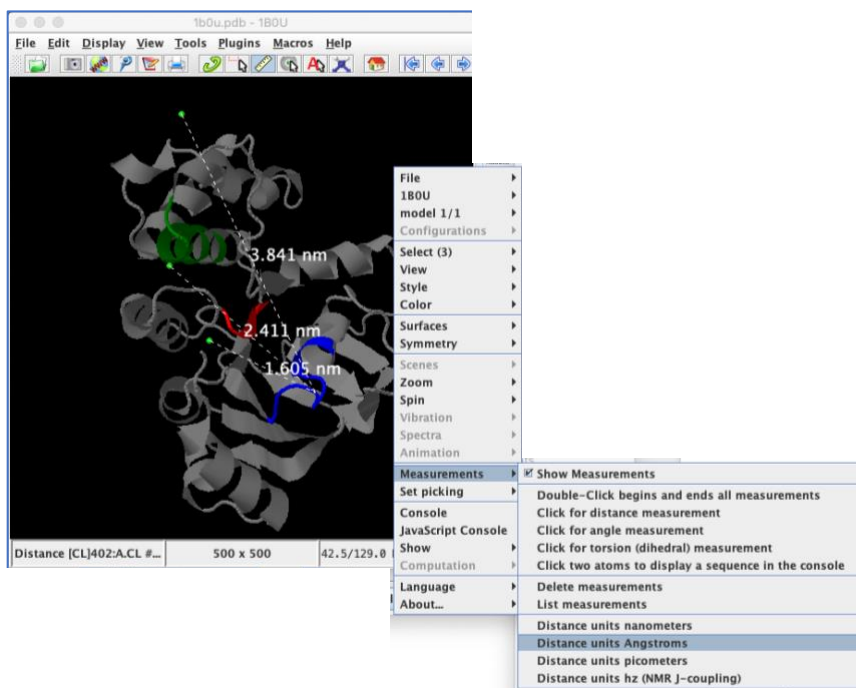 1b0u.pdb - 1B0U
File Edit Display View Tools Plugins Macros Help
3.841 nm
2.411 nm
1.605 nm
Distance [CL]402:A.CL #... 500 x 500 42.5/129.0
File
1B0U
model 1/1
Configurations
Select (3)
View
Style
Color
Surfaces
Symmetry
Scenes
Zoom
Spin
Vibration
Spectra
Animation
Measurements
Set picking
Console
JavaScript Console
Show
Computation
Language
About...
Show Measurements
Double-Click begins and ends all measurements
Click for distance measurement
Click for angle measurement
Click for torsion (dihedral) measurement
Click two atoms to display a sequence in the console
Delete measurements
List measurements
Distance units nanometers
Distance units Angstroms
Distance units picometers
Distance units hz (NMR J-coupling)